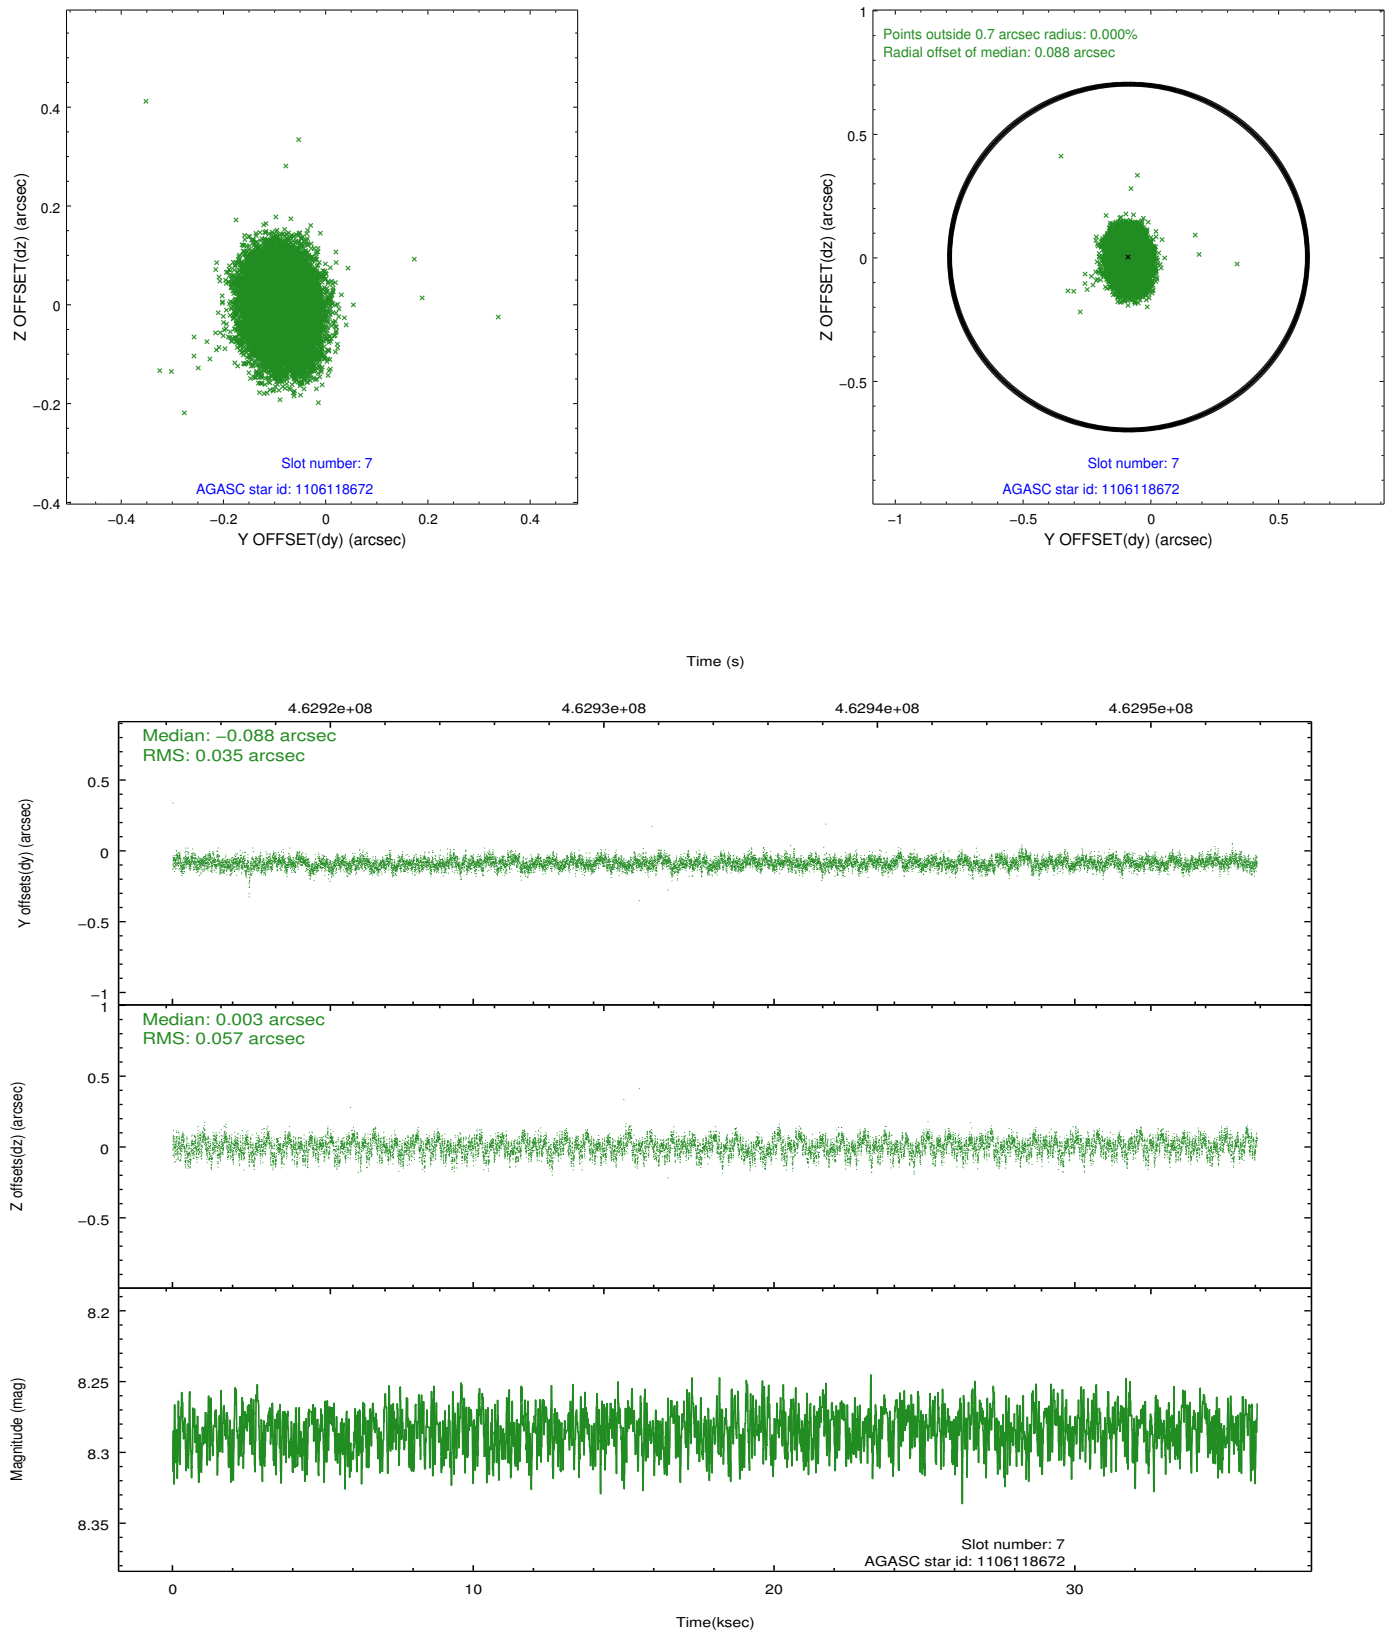 0.4
0.2
0
−0.2
−0.4
Z OFFSET(dz) (arcsec)
Slot number: 7
AGASC star id: 1106118672
−0.4 −0.2 0 0.2 0.4
Y OFFSET(dy) (arcsec)
1
0.5
0
−0.5
Z OFFSET(dz) (arcsec)
Points outside 0.7 arcsec radius: 0.000%
Radial offset of median: 0.088 arcsec
Slot number: 7
AGASC star id: 1106118672
−1 −0.5 0 0.5
Y OFFSET(dy) (arcsec)
Time (s)
4.6292e+08 4.6293e+08 4.6294e+08 4.6295e+08
Median: −0.088 arcsec
RMS: 0.035 arcsec
0.5
0
−0.5
−1
Y offsets(dy) (arcsec)
1
Median: 0.003 arcsec
RMS: 0.057 arcsec
0.5
0
−0.5
Z offsets(dz) (arcsec)
8.2
8.25
8.3
8.35
Magnitude (mag)
Slot number: 7
AGASC star id: 1106118672
0 10 20 30
Time(ksec)